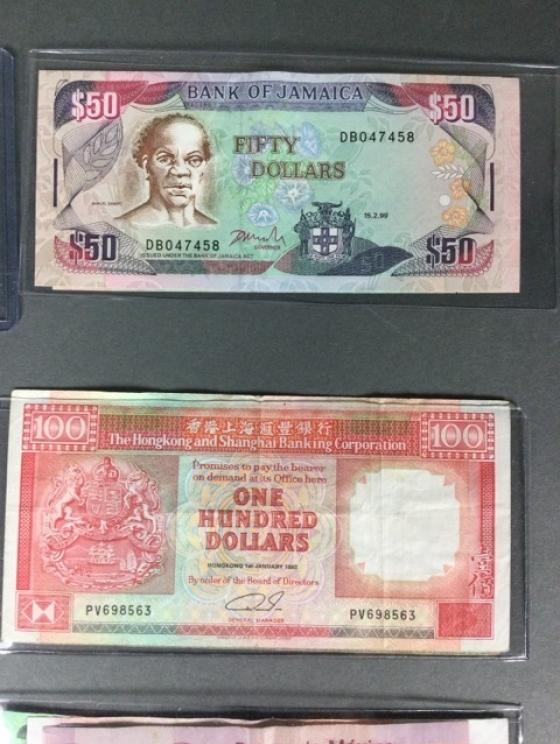 BANK OF JAMAICA
$50
$50
FIFTY
DOLLARS
DB047458
15.2.99
DB047458
GOVERNOR
ISSUED UNDER THE BANK OF JAMAICA ACT
$50
$50
香港上海滙豐銀行
100
The Hongkong and Shanghai Banking Corporation
100
Promises to pay the bearer
on demand at its Office here
ONE
HUNDRED
DOLLARS
HONGKONG 1st JANUARY
By order of the Board of Directors
PV698563
PV698563
GENERAL MANAGER